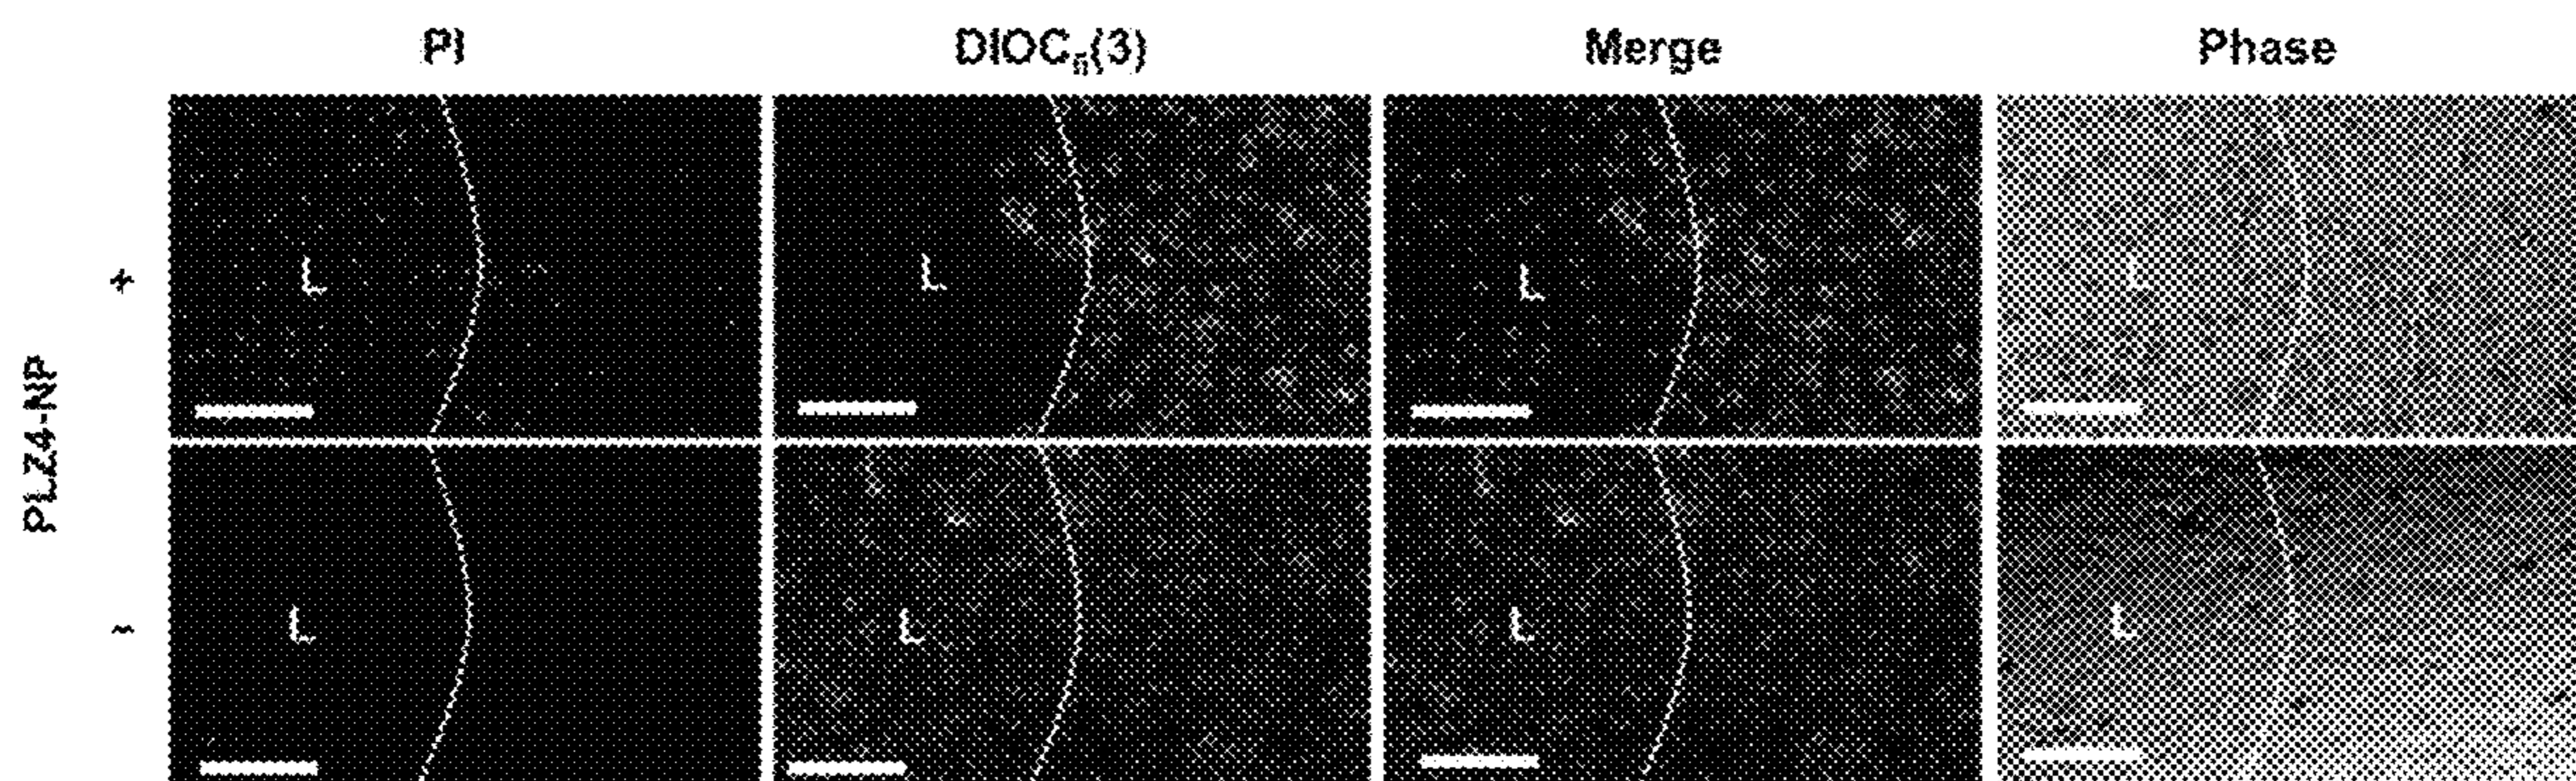 PI DIOC₆(3) Merge Phase
PLZ4-NP
+
L L L L
-
L L L L